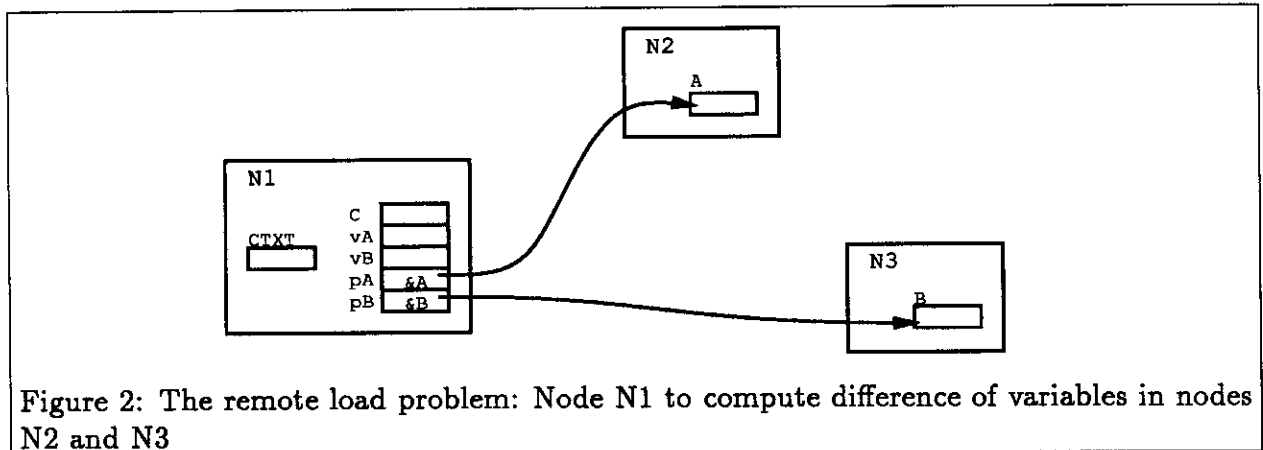 N2
A
N1
C
CTXT
vA
vB
pA &A
pB &B
N3
B
Figure 2: The remote load problem: Node N1 to compute difference of variables in nodes
N2 and N3